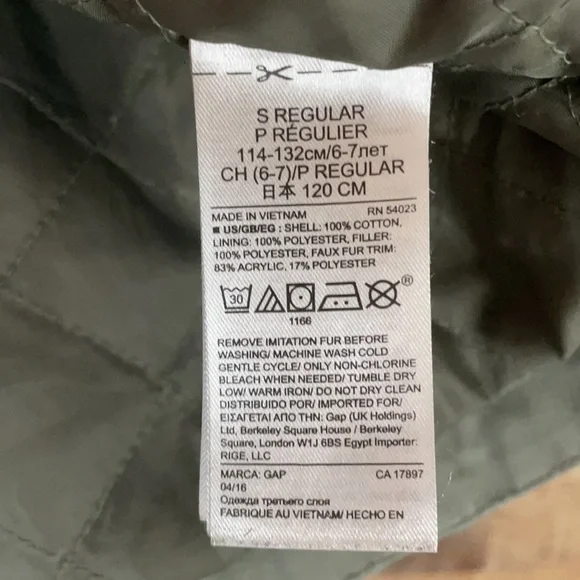 S REGULAR
P RÉGULIER
114-132см/6-7лет
CH (6-7)/P REGULAR
日本 120 CM
MADE IN VIETNAM RN 54023
■ US/GB/EG : SHELL: 100% COTTON,
LINING: 100% POLYESTER, FILLER:
100% POLYESTER, FAUX FUR TRIM:
83% ACRYLIC, 17% POLYESTER
30 ®
1166
REMOVE IMITATION FUR BEFORE
WASHING/ MACHINE WASH COLD
GENTLE CYCLE/ ONLY NON-CHLORINE
BLEACH WHEN NEEDED/ TUMBLE DRY
LOW/ WARM IRON/ DO NOT DRY CLEAN
DISTRIBUIDO POR/ IMPORTED FOR/
ΕΙΣΑΓΕΤΑΙ ΑΠΟ ΤΗΝ: Gap (UK Holdings)
Ltd, Berkeley Square House / Berkeley
Square, London W1J 6BS Egypt Importer:
RIGE, LLC
MARCA: GAP CA 17897
04/16
Одежда третьего слоя
FABRIQUE AU VIETNAM/ HECHO EN